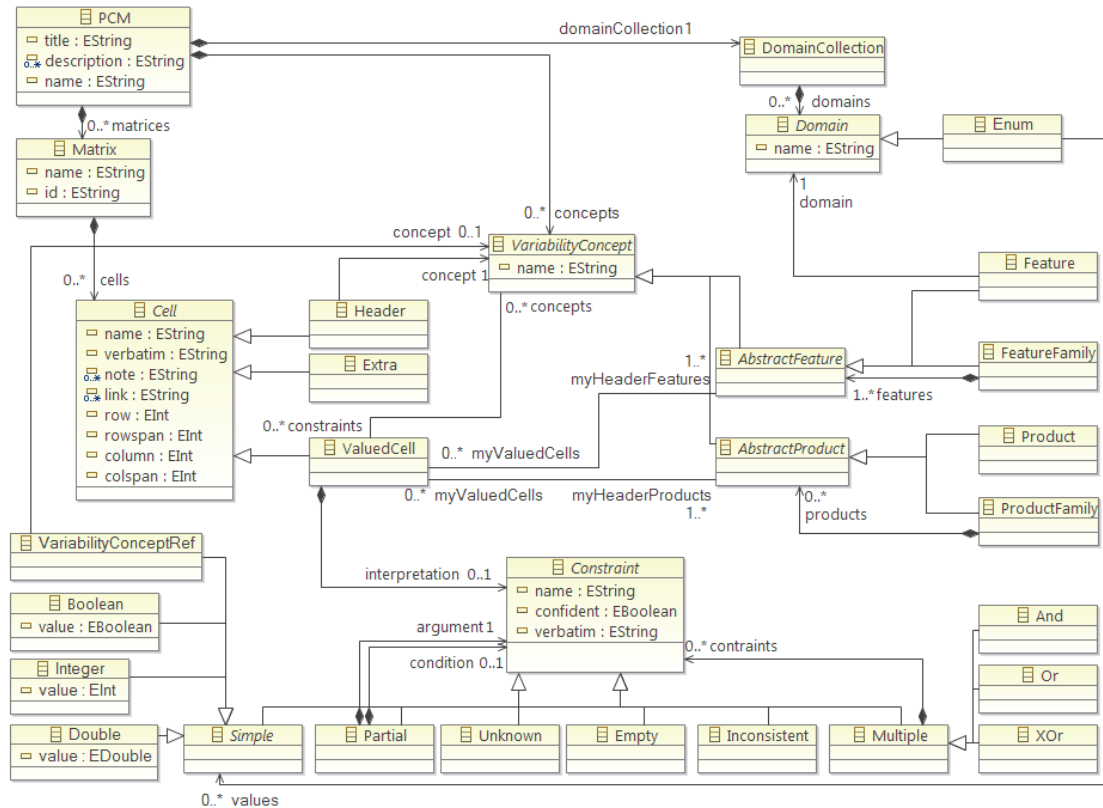 PCM
title : EString
0..* description : EString
name : EString
domainCollection 1
DomainCollection
0..* matrices
0..* domains
Matrix
name : EString
id : EString
Domain
name : EString
Enum
1
domain
0..* concepts
concept 0..1
VariabilityConcept
name : EString
concept 1
0..* cells
0..* concepts
Feature
Cell
name : EString
verbatim : EString
0..* note : EString
0..* link : EString
row : EInt
rowspan : EInt
column : EInt
colspan : EInt
Header
Extra
1..*
myHeaderFeatures
AbstractFeature
FeatureFamily
1..* features
0..* constraints
ValuedCell
0..* myValuedCells
AbstractProduct
Product
0..* myValuedCells
myHeaderProducts
1..*
0..*
products
ProductFamily
VariabilityConceptRef
interpretation 0..1
Constraint
name : EString
confident : EBoolean
verbatim : EString
Boolean
value : EBoolean
argument 1
condition 0..1
0..* contraints
And
Integer
value : EInt
Or
Double
value : EDouble
Simple
Partial
Unknown
Empty
Inconsistent
Multiple
XOr
0..* values